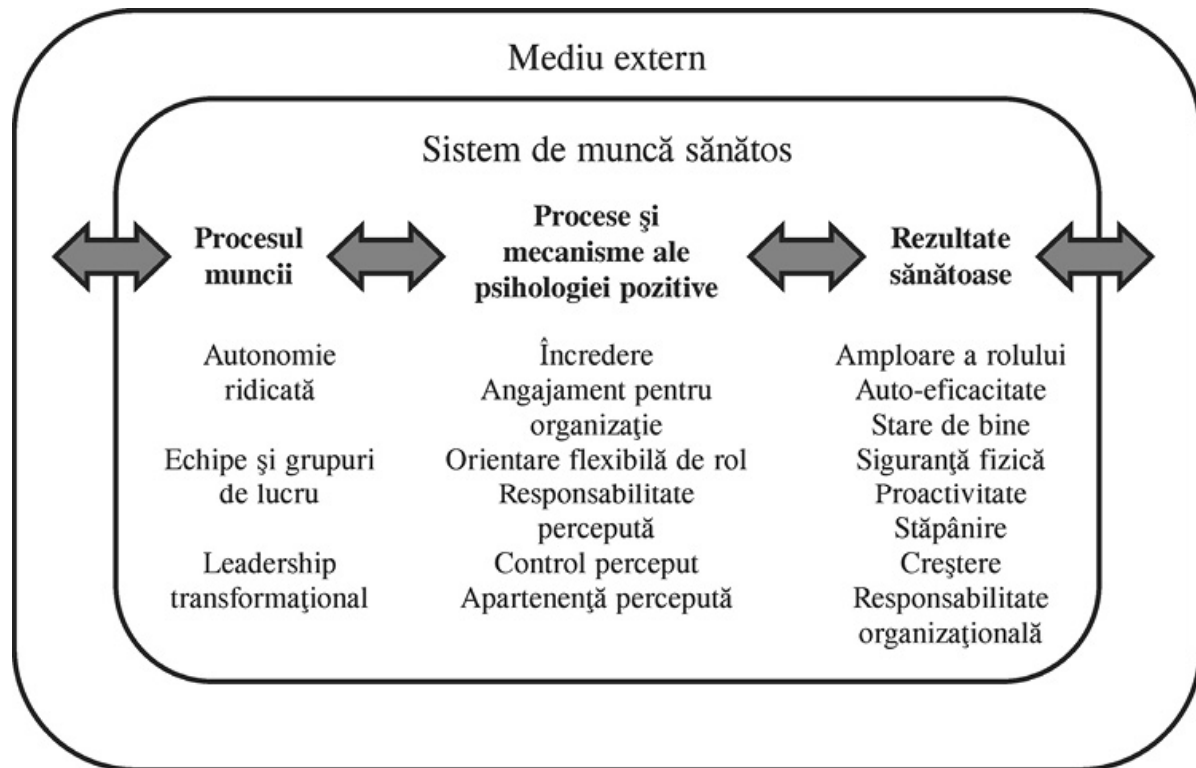 Mediu extern
Sistem de muncă sănătos
Procesul
muncii
Procese şi
mecanisme ale
psihologiei pozitive
Rezultate
sănătoase
Autonomie
ridicată
Echipe şi grupuri
de lucru
Leadership
transformaţional
Încredere
Angajament pentru
organizaţie
Orientare flexibilă de rol
Responsabilitate
percepută
Control perceput
Apartenenţă percepută
Amploare a rolului
Auto-eficacitate
Stare de bine
Siguranţă fizică
Proactivitate
Stăpânire
Creştere
Responsabilitate
organizaţională